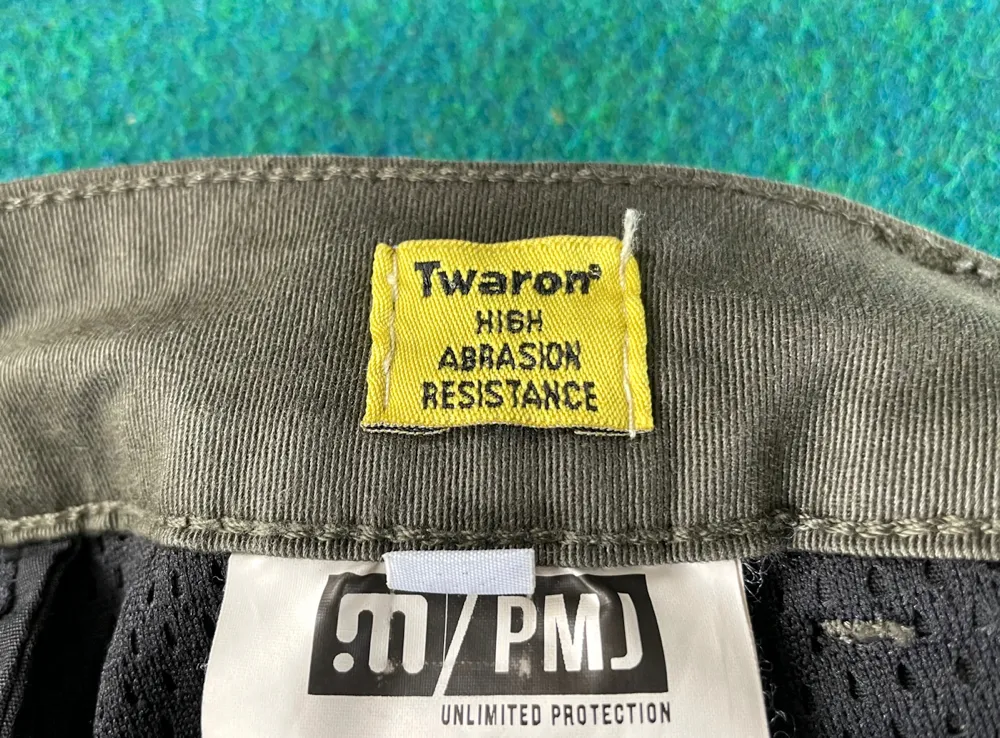 Twaron®
HIGH
ABRASION
RESISTANCE
m/PMJ
UNLIMITED PROTECTION